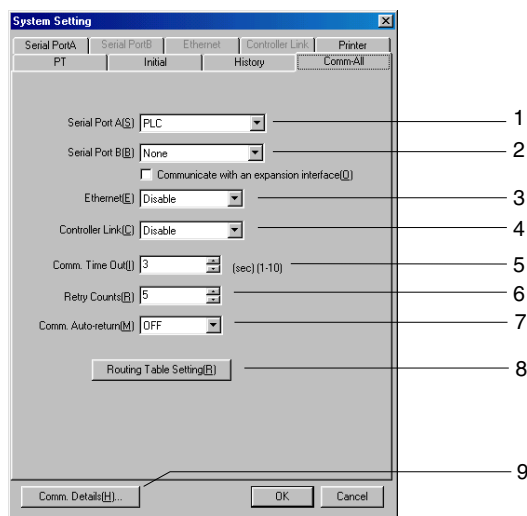 System Setting
Serial PortA Serial PortB Ethernet Controller Link Printer
PT Initial History Comm-All
Serial Port A(S) PLC 1
Serial Port B(B) None 2
Communicate with an expansion interface(O)
Ethernet(E) Disable 3
Controller Link(C) Disable 4
Comm. Time Out(I) 3 (sec) (1-10) 5
Retry Counts(R) 5 6
Comm. Auto-return(M) OFF 7
Routing Table Setting(R) 8
9
Comm. Details(H)... OK Cancel